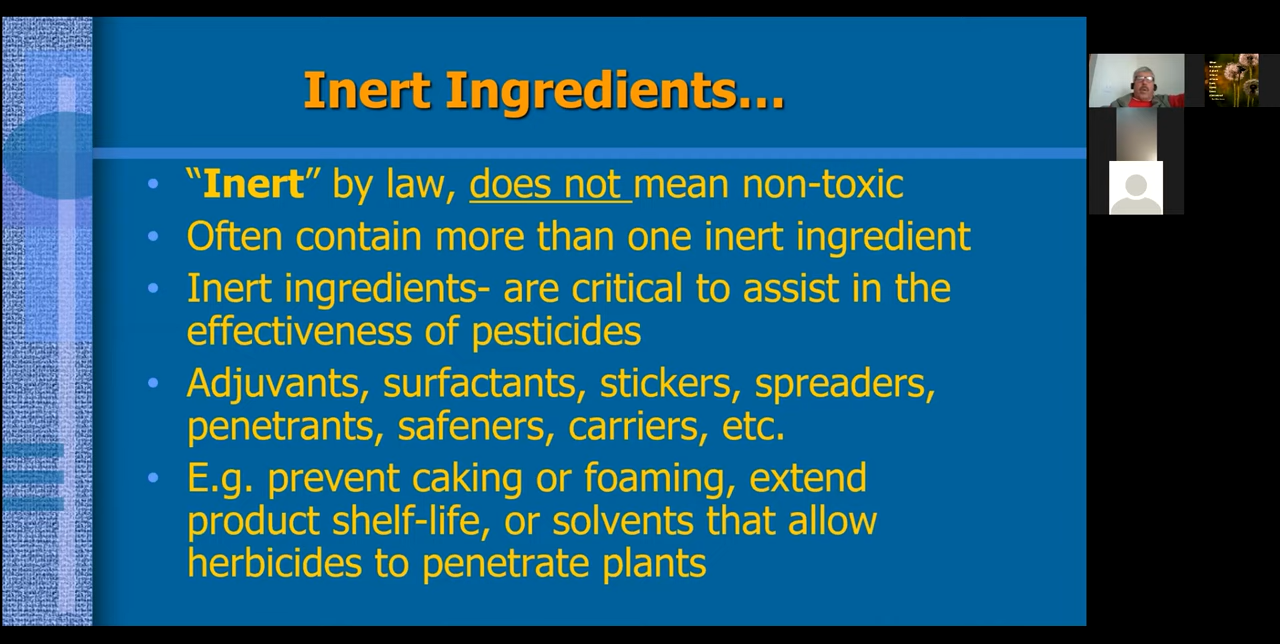 Inert Ingredients...
• “Inert” by law, does not mean non-toxic
• Often contain more than one inert ingredient
• Inert ingredients- are critical to assist in the
effectiveness of pesticides
• Adjuvants, surfactants, stickers, spreaders,
penetrants, safeners, carriers, etc.
• E.g. prevent caking or foaming, extend
product shelf-life, or solvents that allow
herbicides to penetrate plants